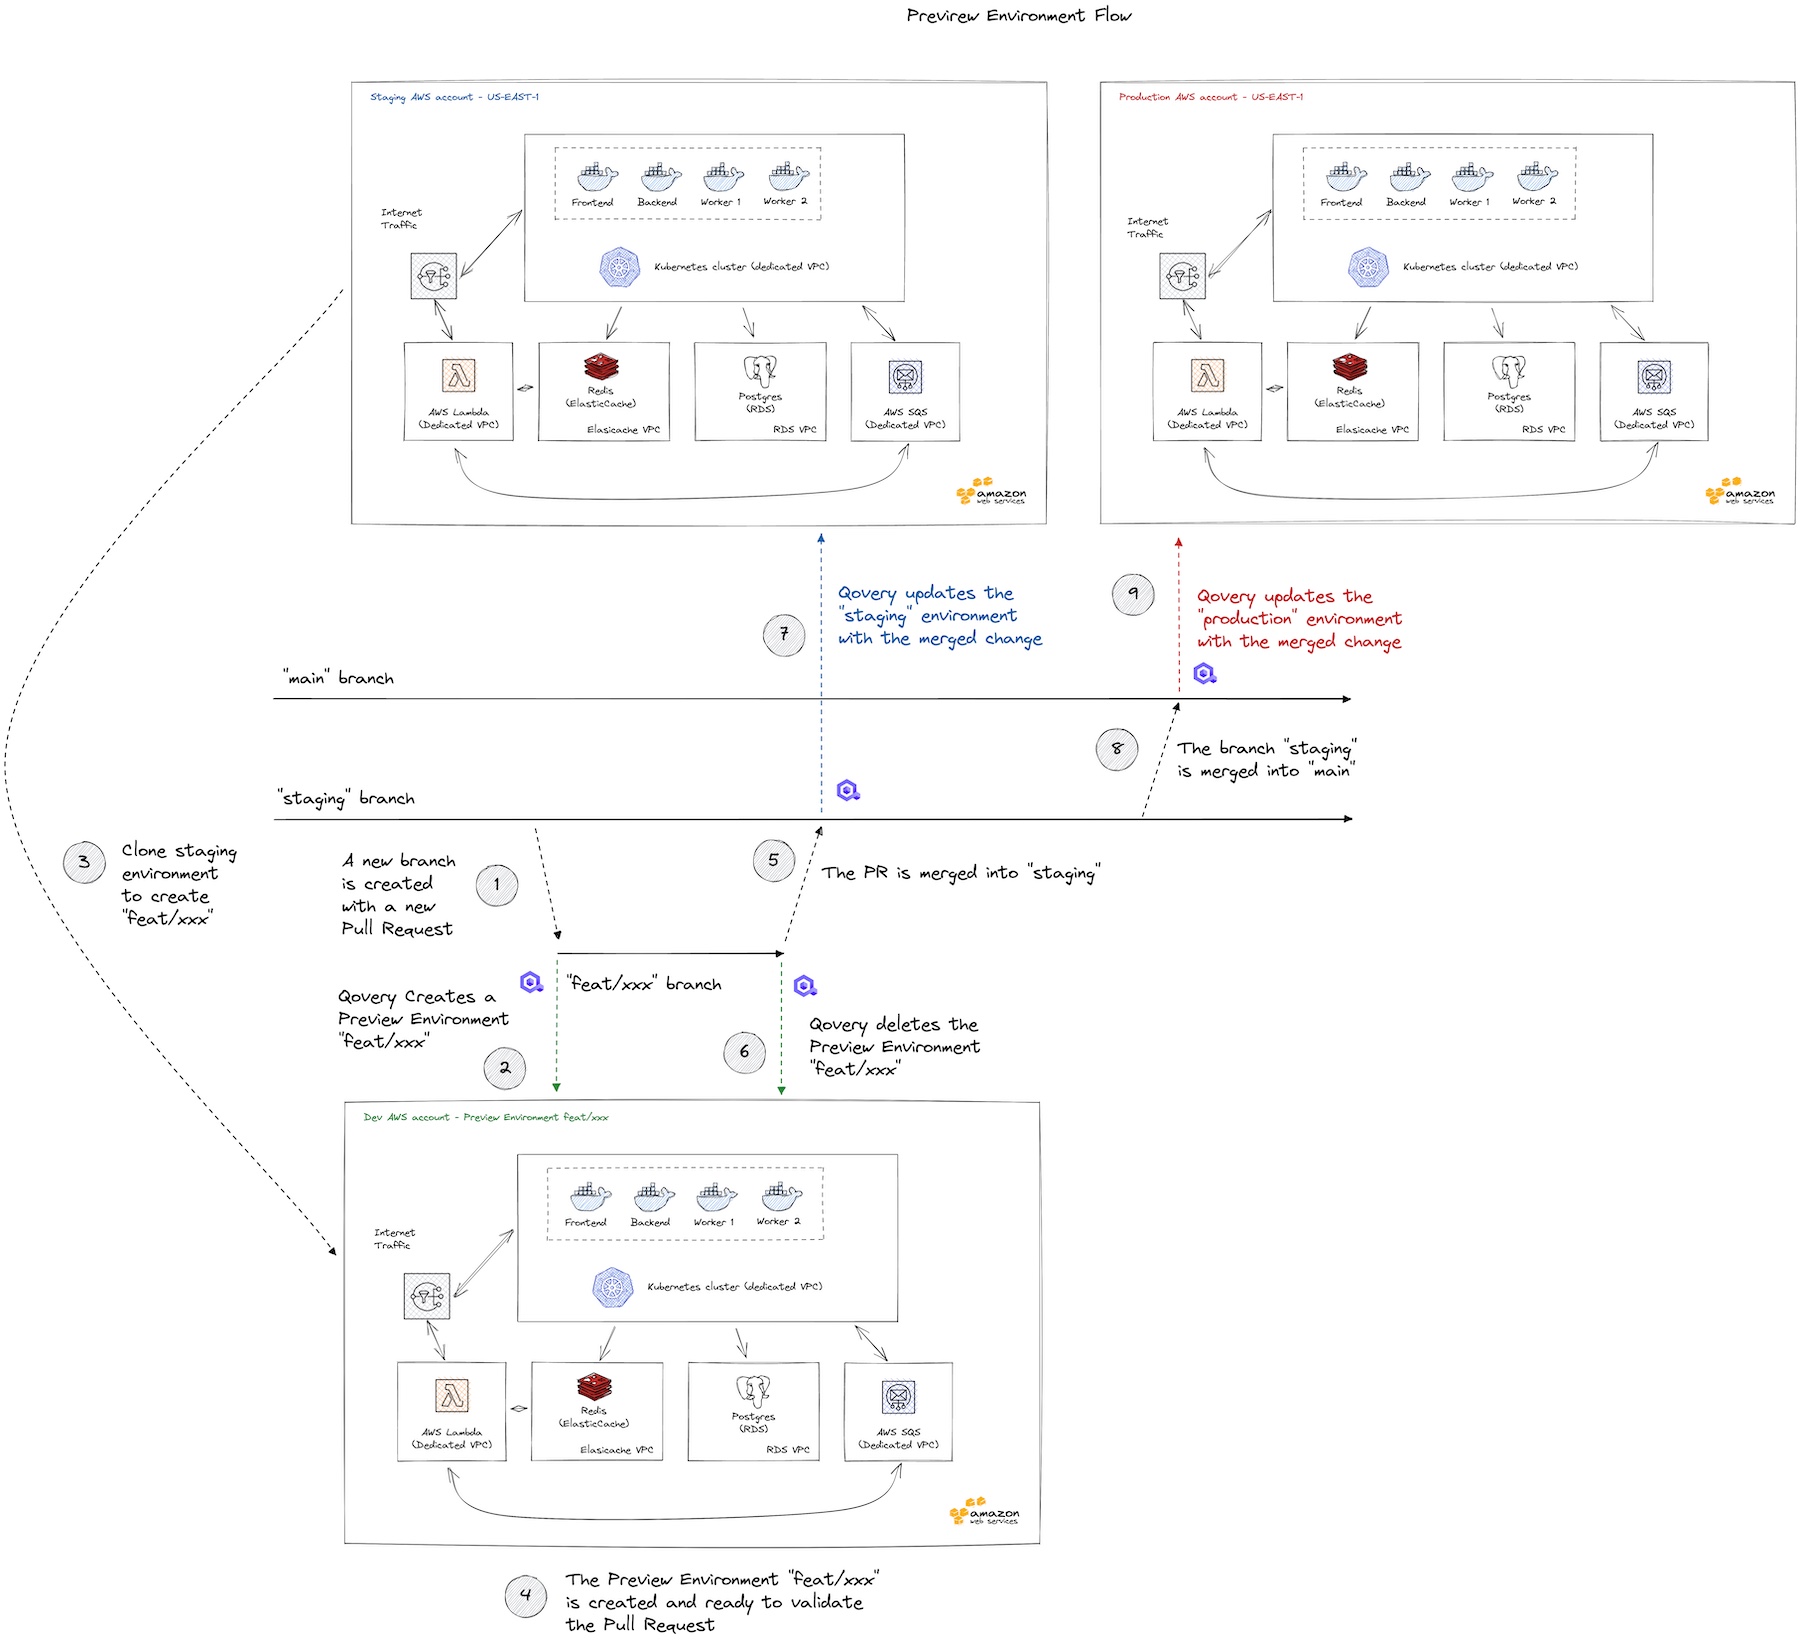 Previrew Environment Flow
Staging AWS account - US-EAST-1
Frontend
Backend
Worker 1
Worker 2
Internet
Traffic
Kubernetes cluster (dedicated VPC)
AWS Lambda
(Dedicated VPC)
Redis
(ElasticCache)
Elasicache VPC
Postgres
(RDS)
RDS VPC
AWS SQS
(Dedicated VPC)
amazon
web services
Production AWS account - US-EAST-1
Frontend
Backend
Worker 1
Worker 2
Internet
Traffic
Kubernetes cluster (dedicated VPC)
AWS Lambda
(Dedicated VPC)
Redis
(ElasticCache)
Elasicache VPC
Postgres
(RDS)
RDS VPC
AWS SQS
(Dedicated VPC)
amazon
web services
7
Qovery updates the
"staging" environment
with the merged change
9
Qovery updates the
"production" environment
with the merged change
"main" branch
8
The branch "staging"
is merged into "main"
"staging" branch
3
Clone staging
environment
to create
"feat/xxx"
A new branch
is created
with a new
Pull Request
1
5
The PR is merged into "staging"
"feat/xxx" branch
Qovery Creates a
Preview Environment
"feat/xxx"
2
6
Qovery deletes the
Preview Environment
"feat/xxx"
Dev AWS account - Preview Environment feat/xxx
Frontend
Backend
Worker 1
Worker 2
Internet
Traffic
Kubernetes cluster (dedicated VPC)
AWS Lambda
(Dedicated VPC)
Redis
(ElasticCache)
Elasicache VPC
Postgres
(RDS)
RDS VPC
AWS SQS
(Dedicated VPC)
amazon
web services
4
The Preview Environment "feat/xxx"
is created and ready to validate
the Pull Request